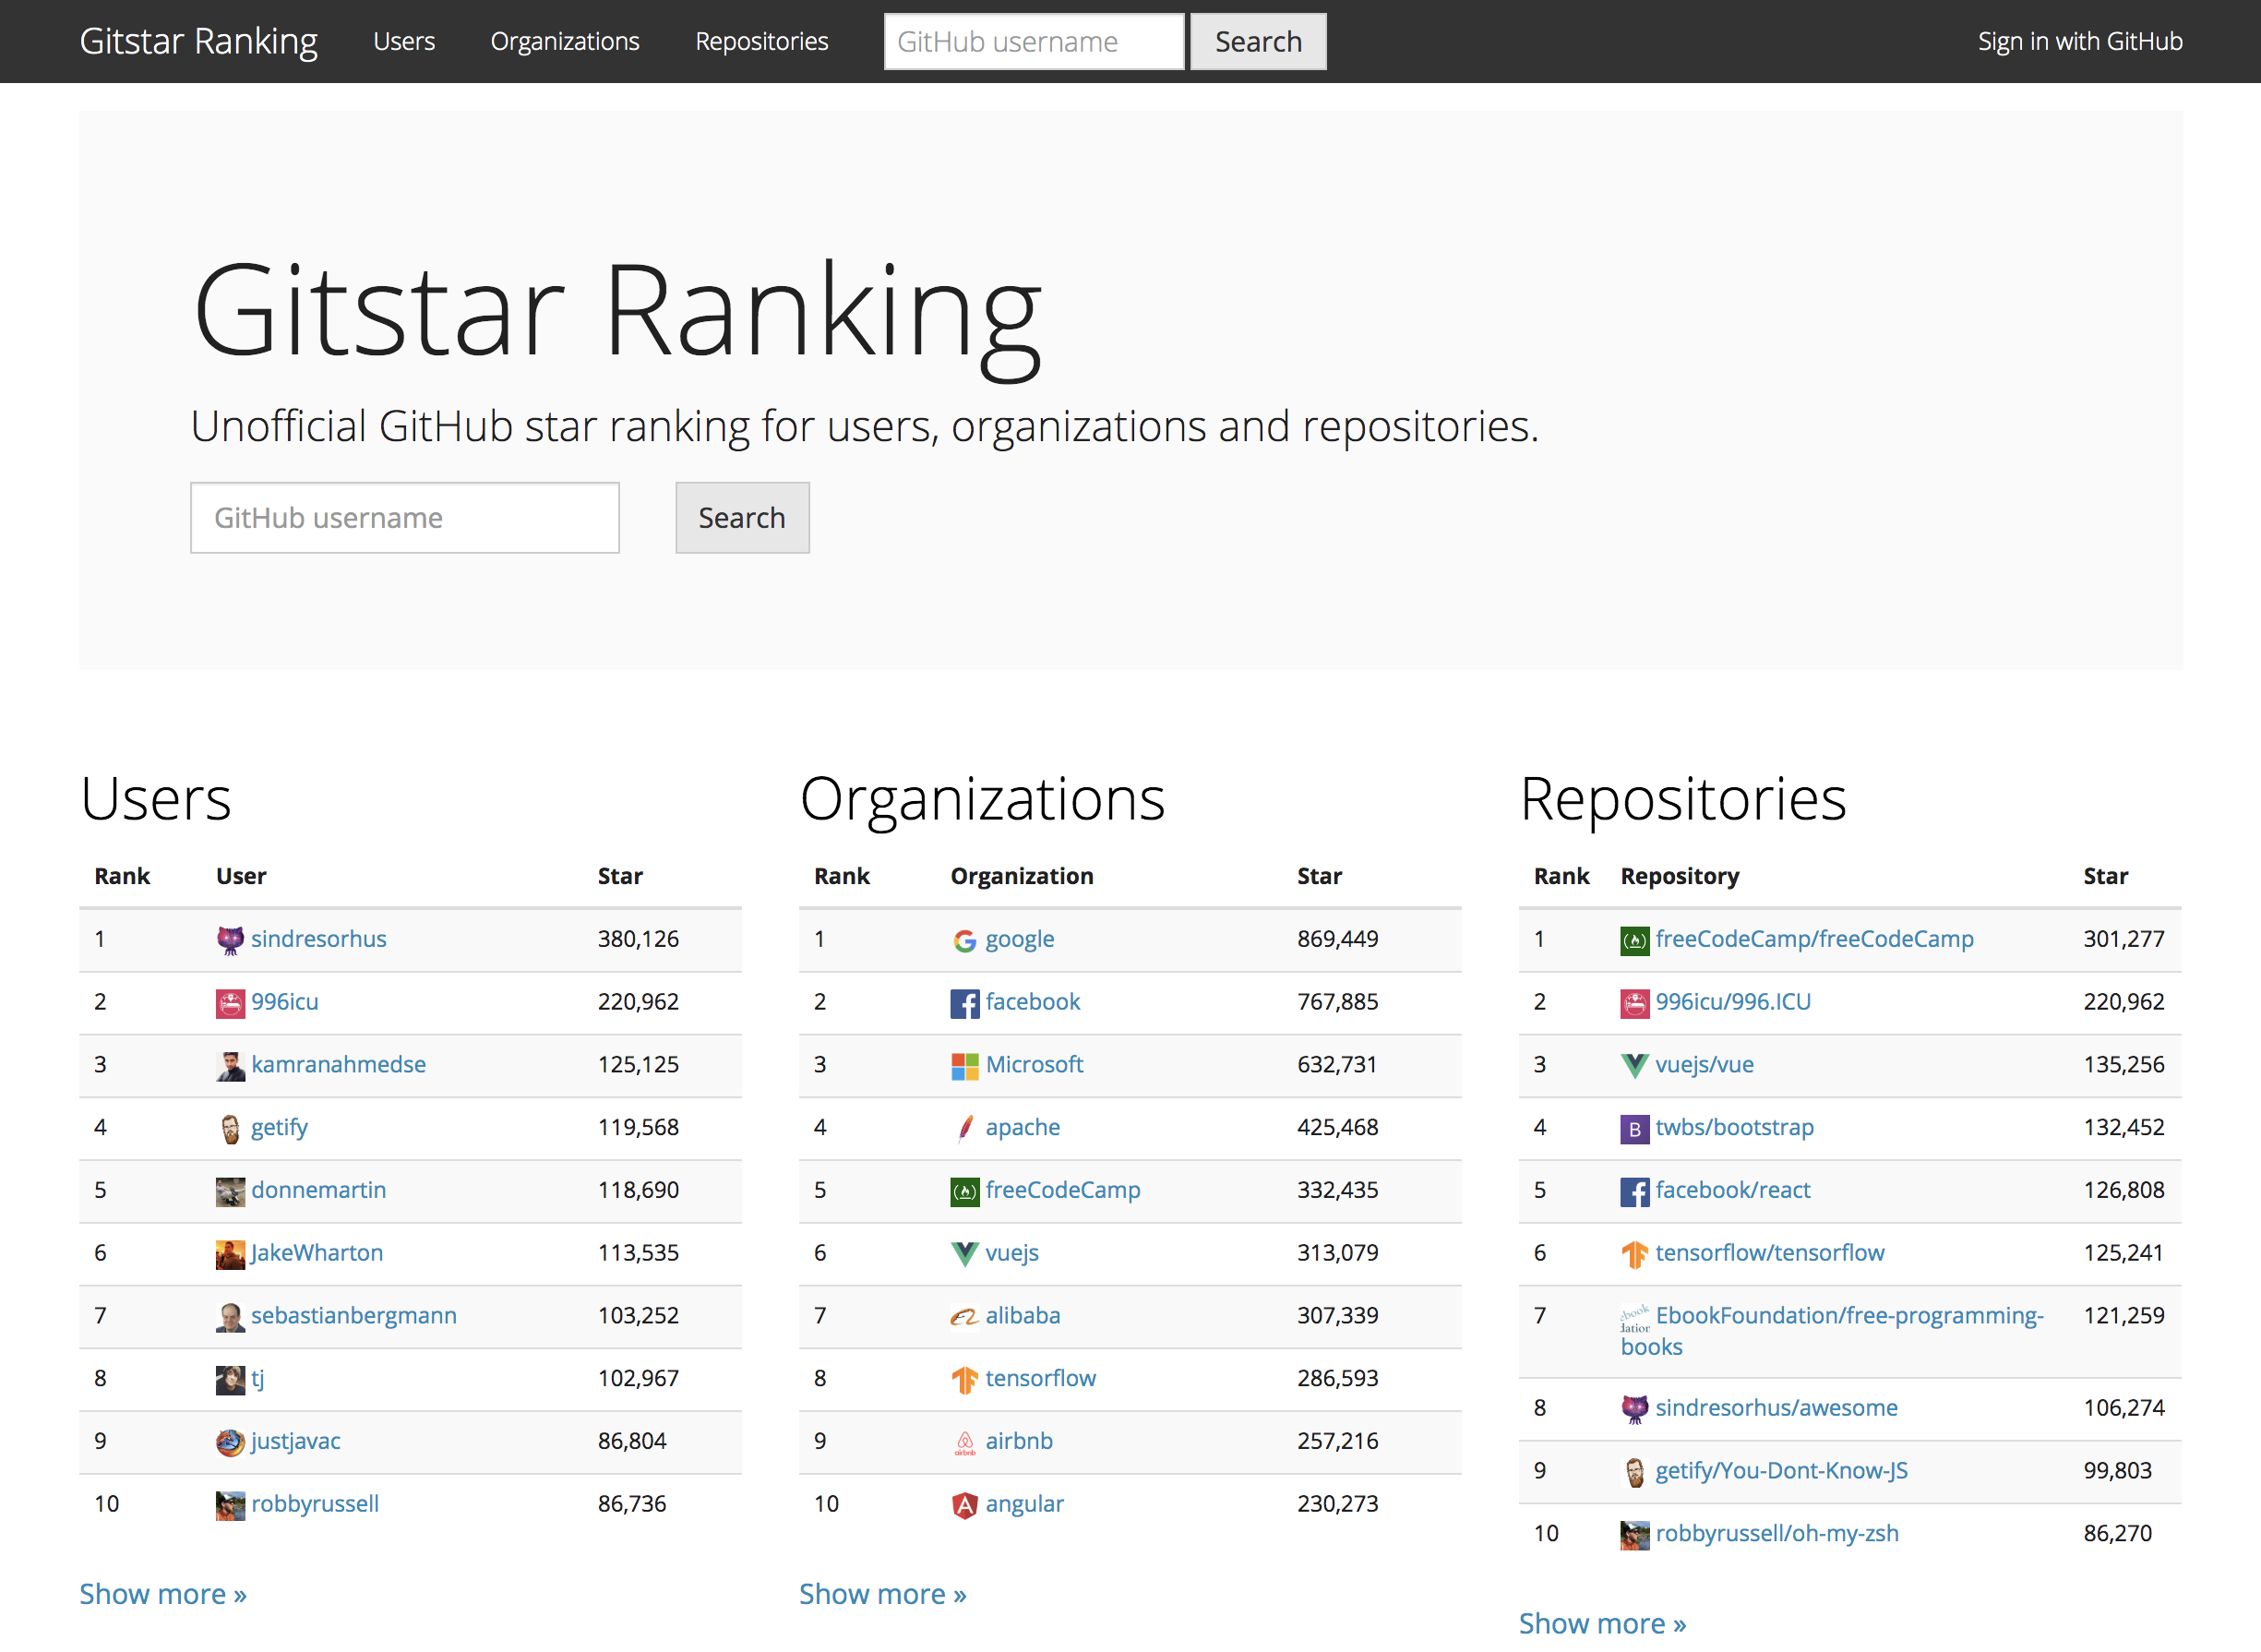 Gitstar Ranking Users Organizations Repositories GitHub username Search Sign in with GitHub
Gitstar Ranking
Unofficial GitHub star ranking for users, organizations and repositories.
GitHub username Search
Users
Rank User Star
1 sindresorhus 380,126
2 996icu 220,962
3 kamranahmedse 125,125
4 getify 119,568
5 donnemartin 118,690
6 JakeWharton 113,535
7 sebastianbergmann 103,252
8 tj 102,967
9 justjavac 86,804
10 robbyrussell 86,736
Show more »
Organizations
Rank Organization Star
1 google 869,449
2 facebook 767,885
3 Microsoft 632,731
4 apache 425,468
5 freeCodeCamp 332,435
6 vuejs 313,079
7 alibaba 307,339
8 tensorflow 286,593
9 airbnb 257,216
10 angular 230,273
Show more »
Repositories
Rank Repository Star
1 freeCodeCamp/freeCodeCamp 301,277
2 996icu/996.ICU 220,962
3 vuejs/vue 135,256
4 twbs/bootstrap 132,452
5 facebook/react 126,808
6 tensorflow/tensorflow 125,241
7 EbookFoundation/free-programming- 121,259
books
8 sindresorhus/awesome 106,274
9 getify/You-Dont-Know-JS 99,803
10 robbyrussell/oh-my-zsh 86,270
Show more »